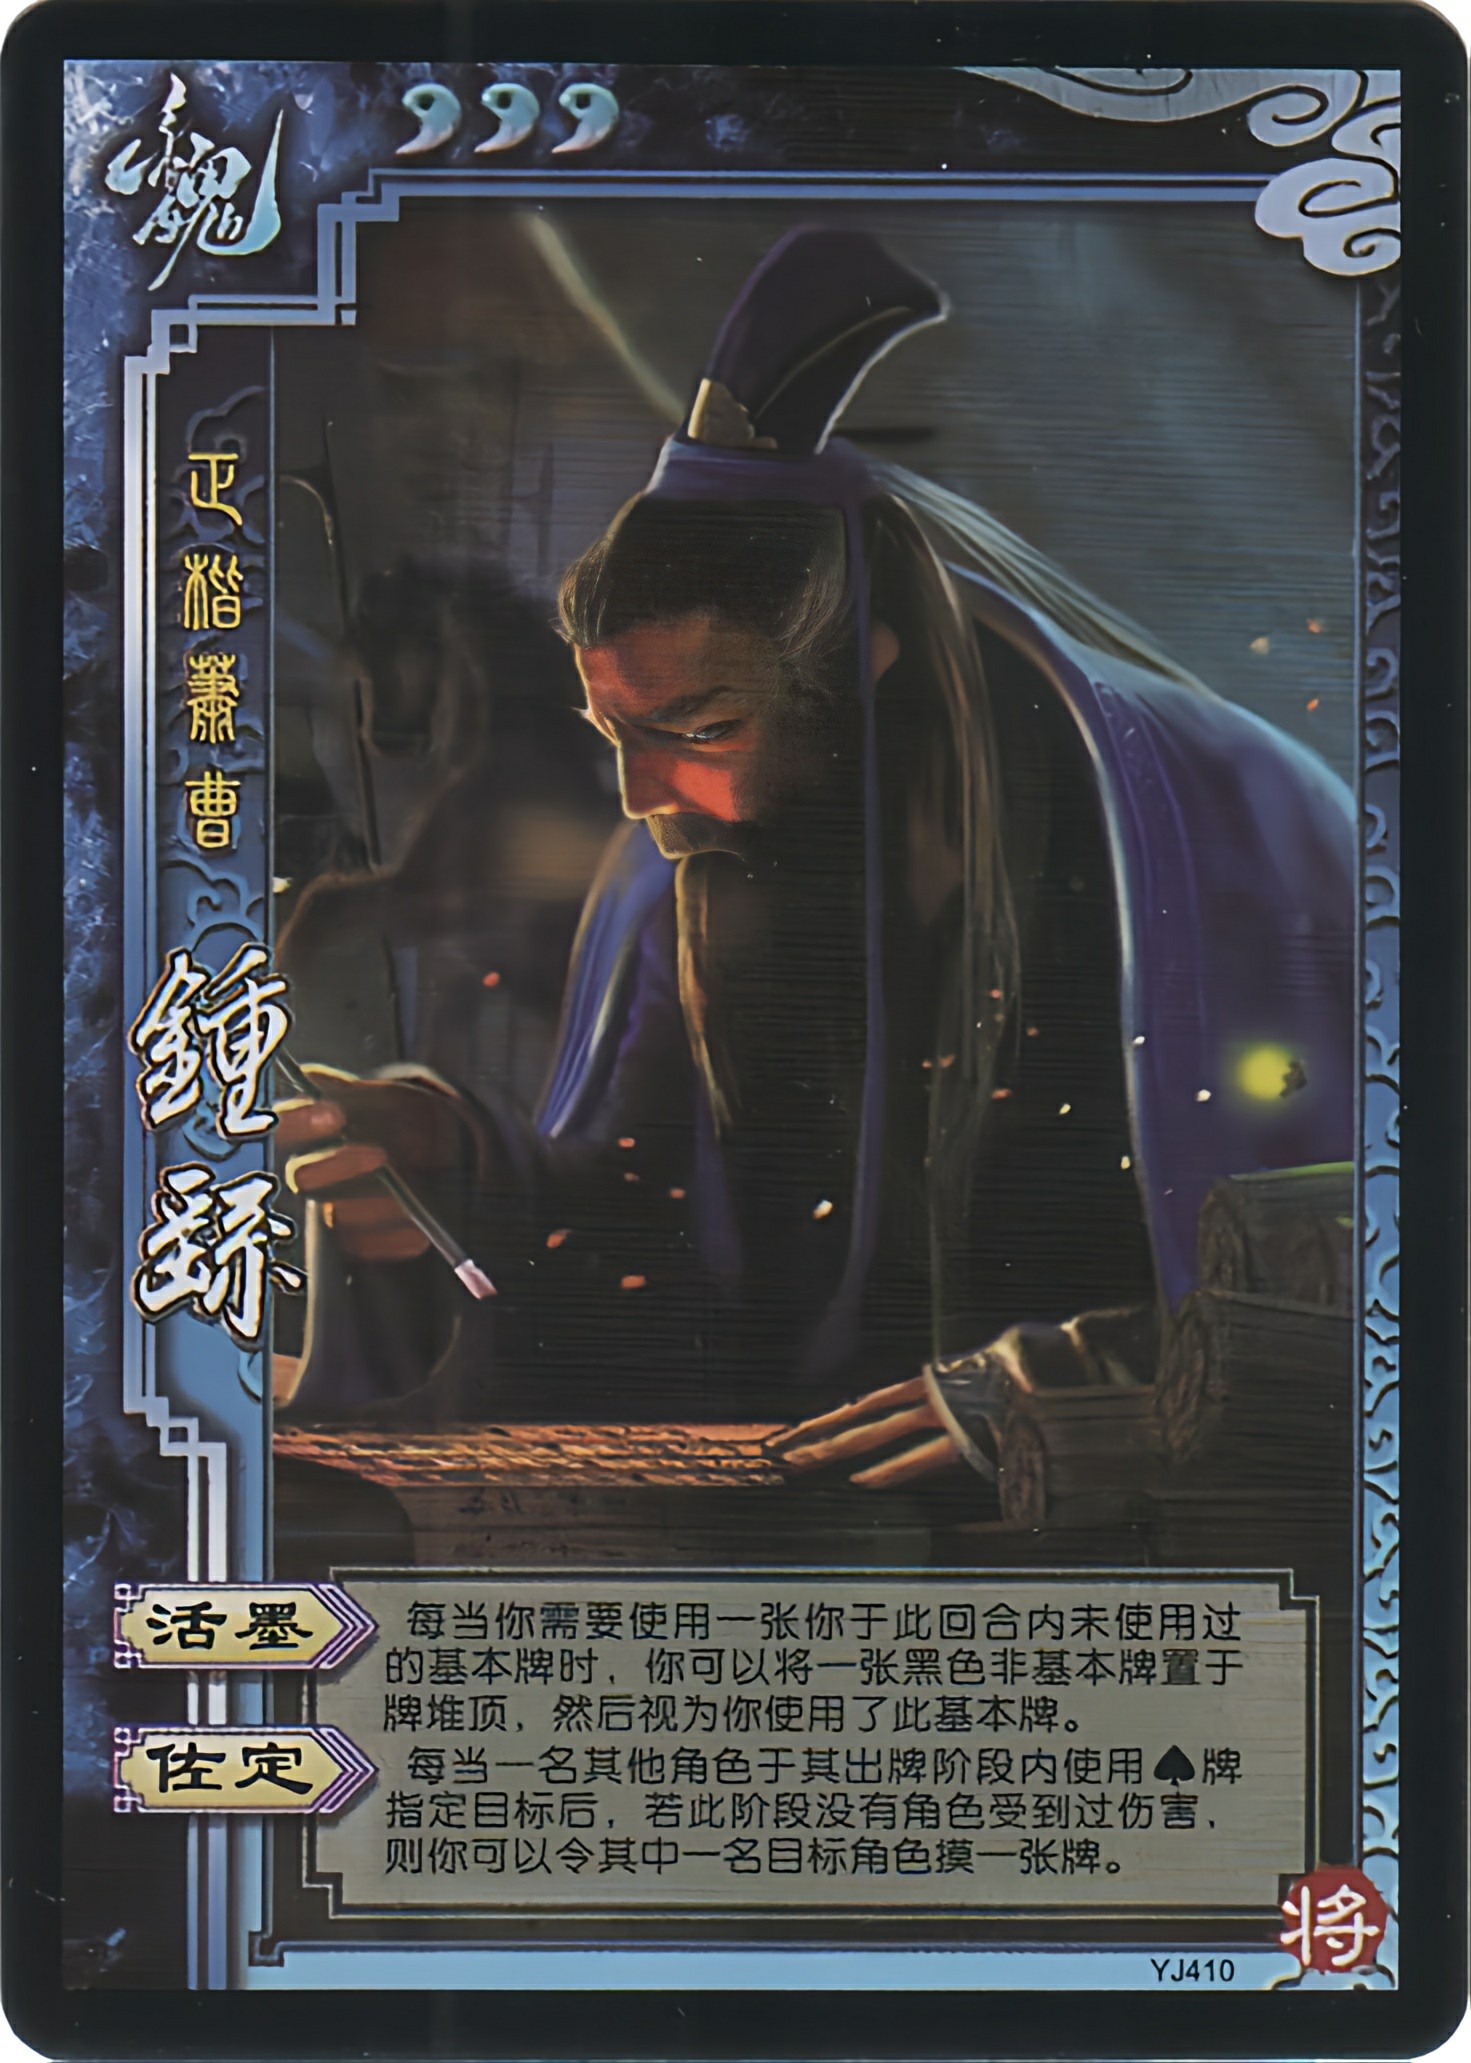 魏
正楷蕭曹
鍾繇
活墨
每当你需要使用一张你于此回合内未使用过
的基本牌时，你可以将一张黑色非基本牌置于
牌堆顶，然后视为你使用了此基本牌。
佐定
每当一名其他角色于其出牌阶段内使用♠牌
指定目标后，若此阶段没有角色受到过伤害，
则你可以令其中一名目标角色摸一张牌。
将
YJ410